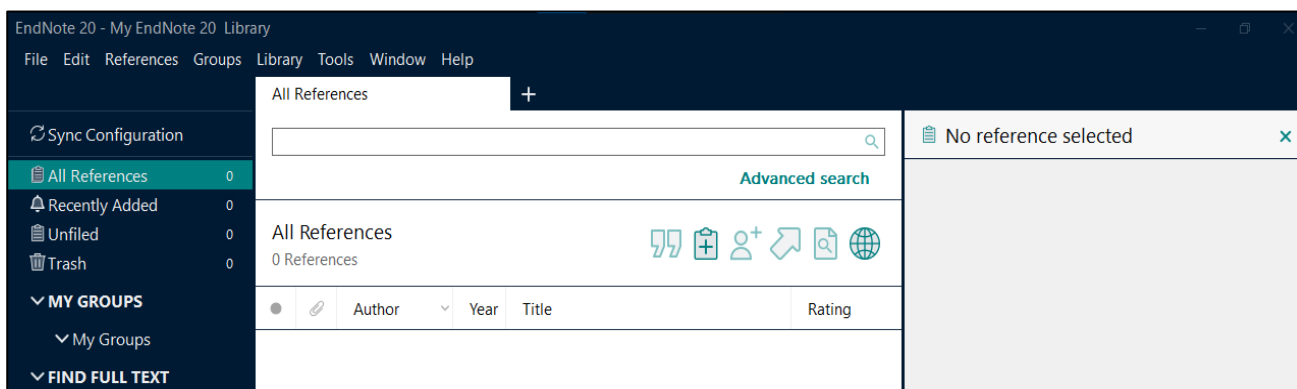 EndNote 20 - My EndNote 20 Library
File Edit References Groups Library Tools Window Help
All References
Sync Configuration
All References 0
Recently Added 0
Unfiled 0
Trash 0
MY GROUPS
My Groups
FIND FULL TEXT
Advanced search
All References
0 References
Author Year Title Rating
No reference selected